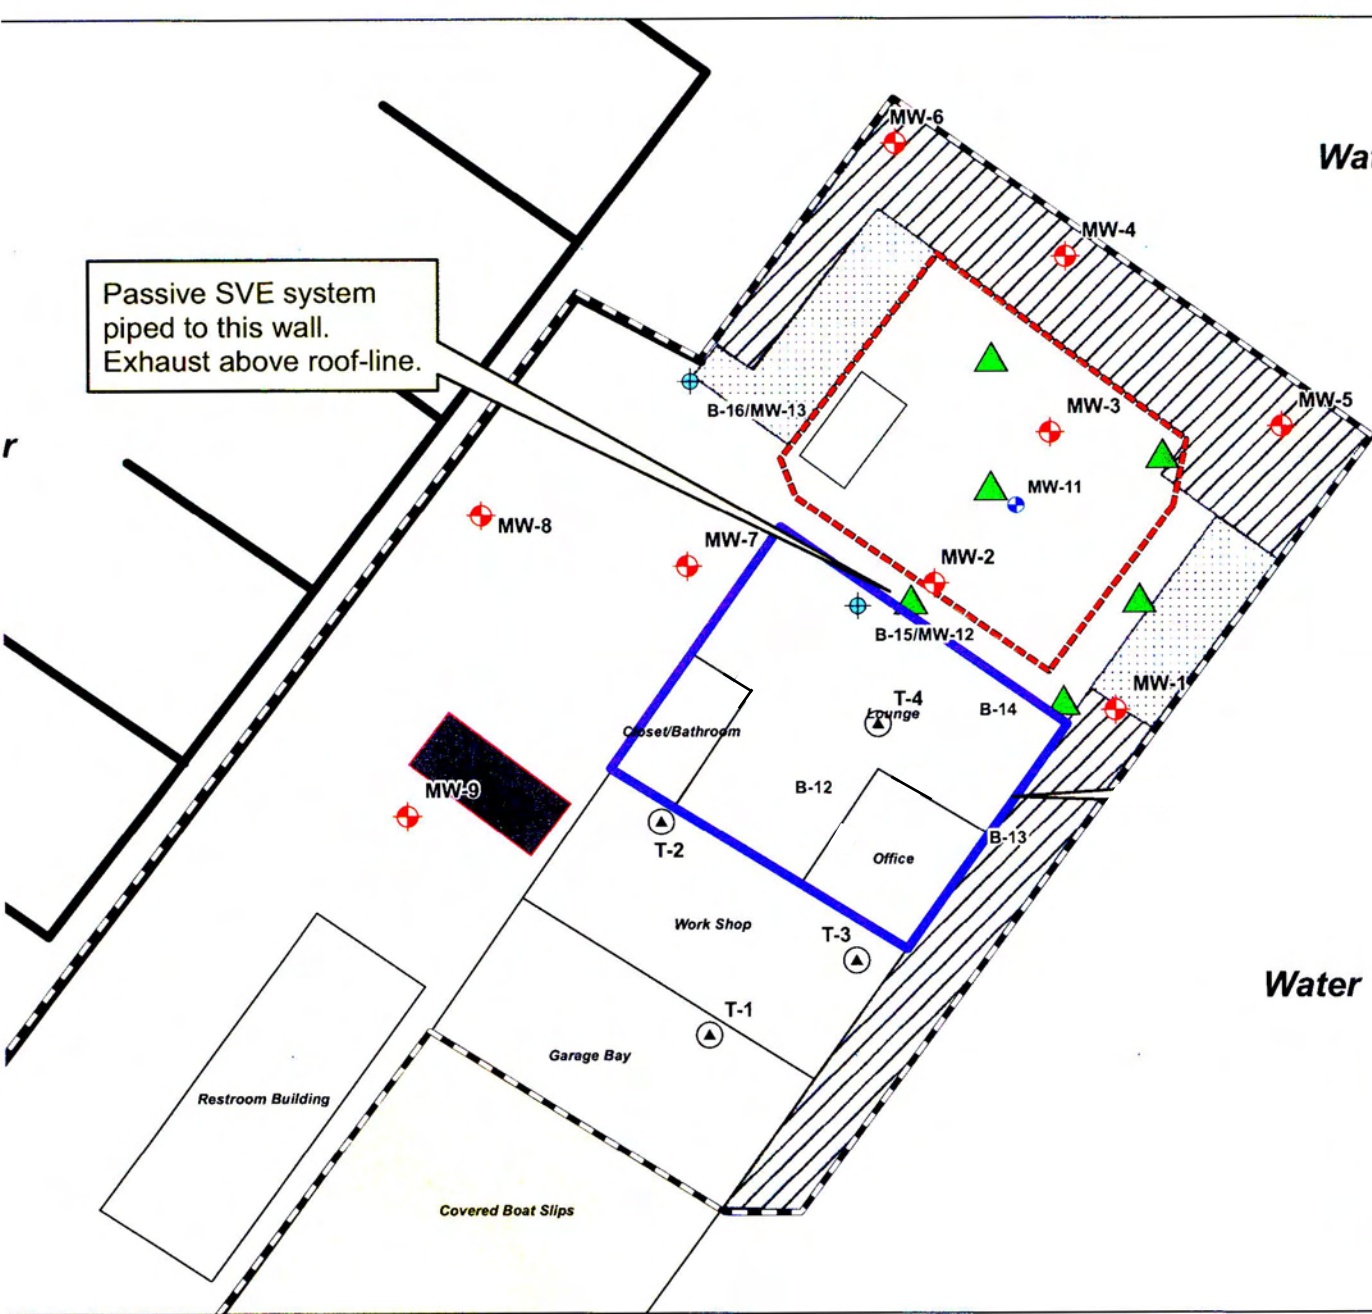 MW-6
Wat
MW-4
Passive SVE system
piped to this wall.
Exhaust above roof-line.
MW-5
MW-3
B-16/MW-13
r
MW-11
MW-8
MW-7
MW-2
B-15/MW-12
MW-1
T-4
Lounge
B-14
Closet/Bathroom
B-12
MW-9
B-13
T-2
Office
Work Shop
T-3
Water
T-1
Garage Bay
Restroom Building
Covered Boat Slips